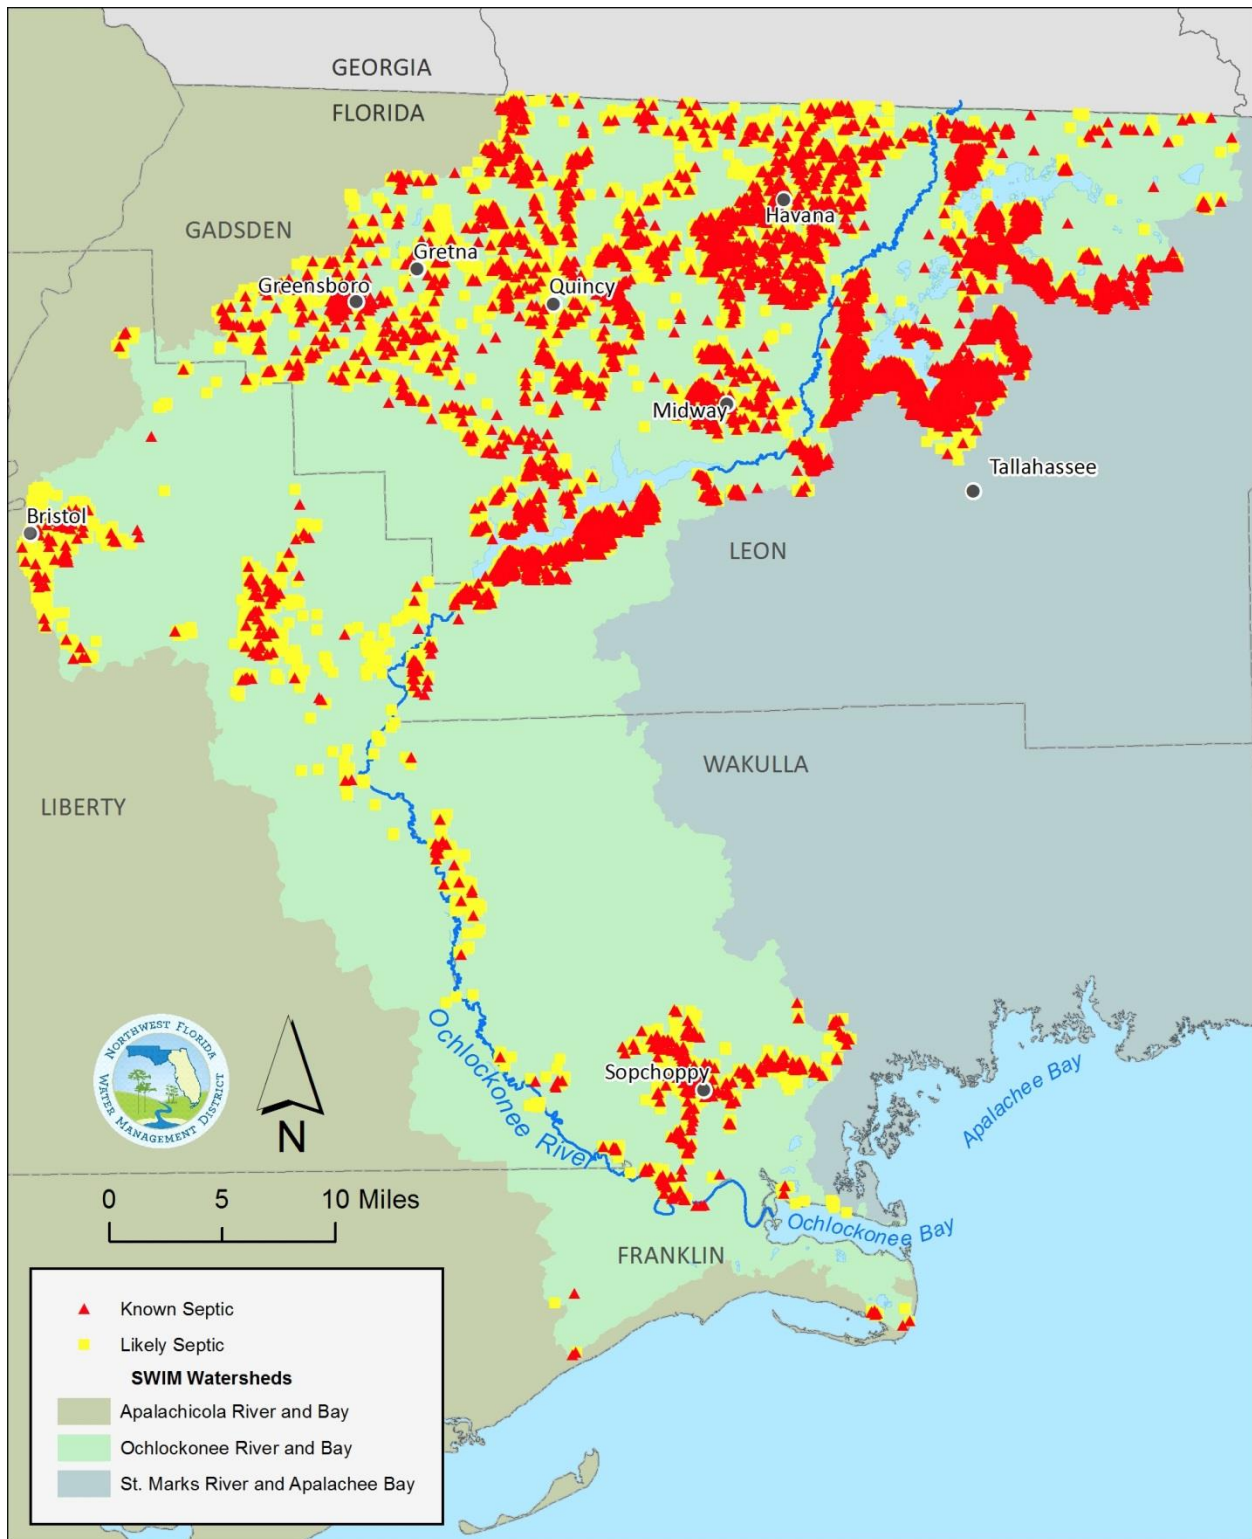 GEORGIA
FLORIDA
GADSDEN
Havana
Gretna
Greensboro
Quincy
Midway
Tallahassee
Bristol
LEON
WAKULLA
LIBERTY
NORTHWEST FLORIDA
WATER MANAGEMENT DISTRICT
N
Ochlockonee River
Sopchoppy
Apalachee Bay
0 5 10 Miles
Ochlockonee Bay
FRANKLIN
Known Septic
Likely Septic
SWIM Watersheds
Apalachicola River and Bay
Ochlockonee River and Bay
St. Marks River and Apalachee Bay